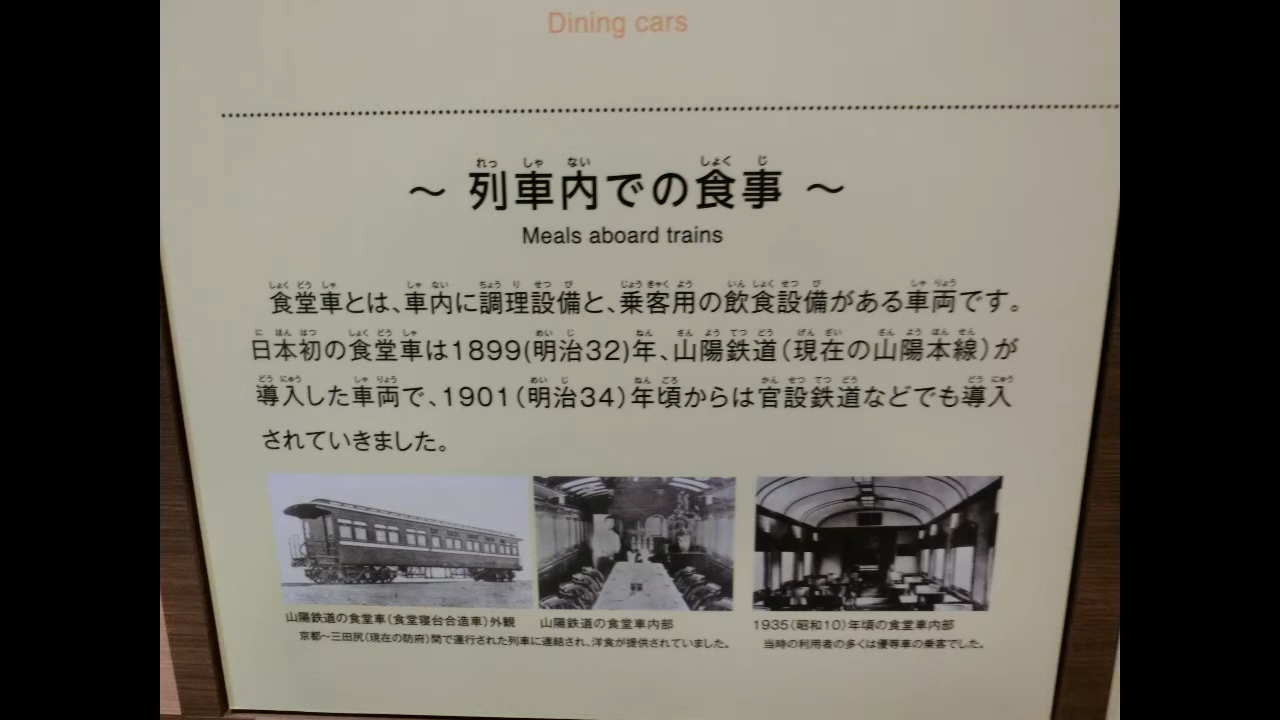 Dining cars
～ 列車内での食事 ～
Meals aboard trains
食堂車とは、車内に調理設備と、乗客用の飲食設備がある車両です。
日本初の食堂車は1899(明治32)年、山陽鉄道(現在の山陽本線)が
導入した車両で、1901(明治34)年頃からは官設鉄道などでも導入
されていきました。
山陽鉄道の食堂車(食堂寝台合造車)外観
山陽鉄道の食堂車内部
京都～三田尻(現在の防府)間で運行された列車に連結され、洋食が提供されていました。
1935(昭和10)年頃の食堂車内部
当時の利用者の多くは優等車の乗客でした。